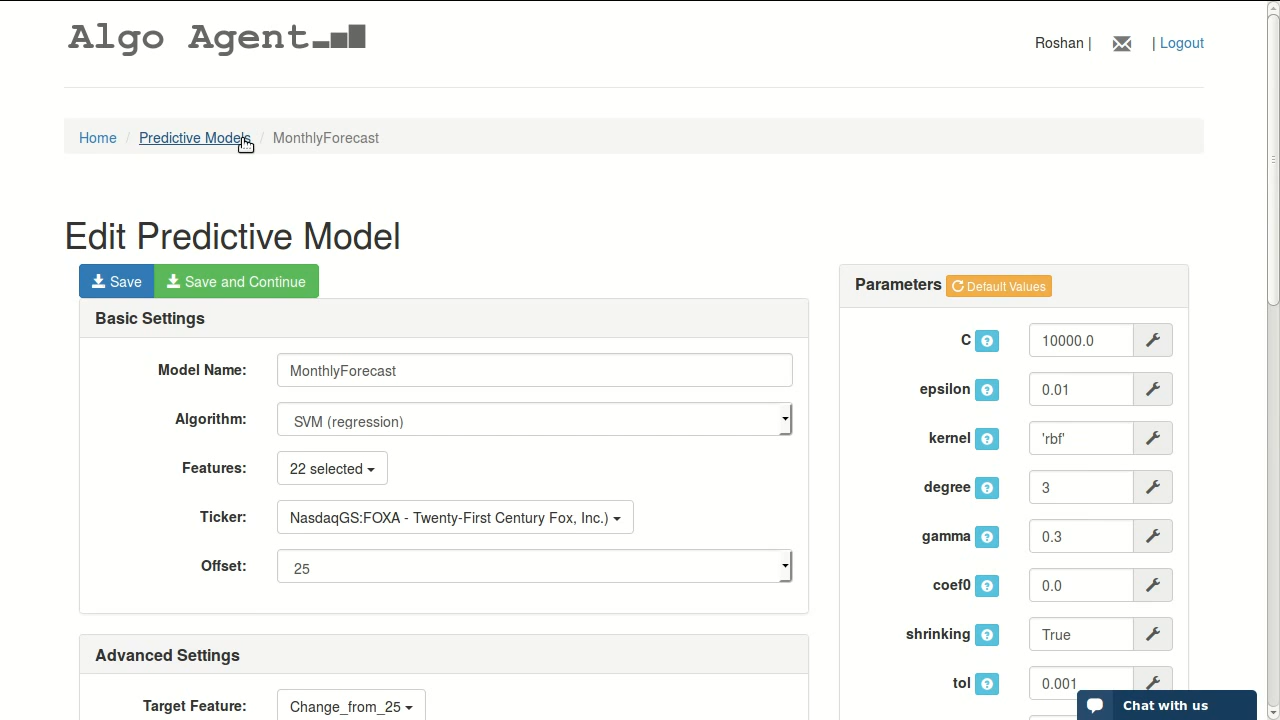 Algo Agent
Roshan | | Logout
Home / Predictive Models / MonthlyForecast
Edit Predictive Model
Save Save and Continue
Basic Settings
Model Name: MonthlyForecast
Algorithm: SVM (regression)
Features: 22 selected
Ticker: NasdaqGS:FOXA - Twenty-First Century Fox, Inc.)
Offset: 25
Advanced Settings
Target Feature: Change_from_25
Parameters Default Values
C ? 10000.0
epsilon ? 0.01
kernel ? 'rbf'
degree ? 3
gamma ? 0.3
coef0 ? 0.0
shrinking ? True
tol ? 0.001
Chat with us